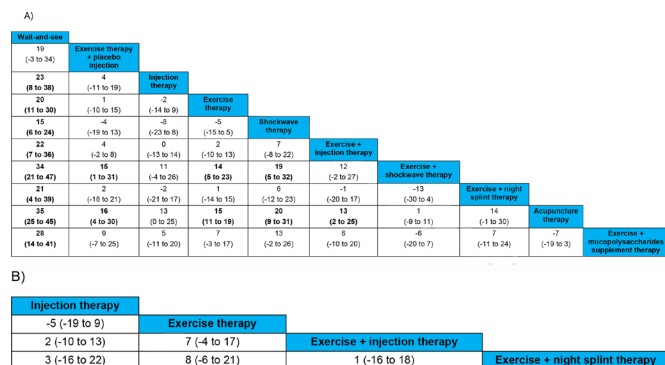 A)
Wait-and-see
19 Exercise therapy
(-3 to 34) + placebo
injection
23 4 Injection
(8 to 38) (-11 to 19) therapy
20 1 -2 Exercise
(11 to 30) (-10 to 15) (-14 to 9) therapy
15 -4 -8 -5 Shockwave
(6 to 24) (-19 to 13) (-23 to 8) (-15 to 5) therapy
22 4 0 2 7 Exercise +
(7 to 36) (-2 to 8) (-13 to 14) (-10 to 13) (-8 to 22) injection therapy
34 15 11 14 19 12 Exercise +
(21 to 47) (1 to 31) (-4 to 26) (5 to 23) (5 to 32) (-2 to 27) shockwave therapy
21 2 -2 1 6 -1 -13 Exercise + night
(4 to 39) (-18 to 21) (-21 to 17) (-14 to 15) (-12 to 23) (-20 to 17) (-30 to 4) splint therapy
35 16 13 15 20 13 1 14 Acupuncture
(25 to 45) (4 to 30) (0 to 25) (11 to 19) (9 to 31) (2 to 25) (-9 to 11) (-1 to 30) therapy
28 9 5 7 13 6 -6 7 -7 Exercise +
(14 to 41) (-7 to 25) (-11 to 20) (-3 to 17) (-2 to 26) (-10 to 20) (-20 to 7) (-11 to 24) (-19 to 3) mucopolysaccharides
supplement therapy
B)
Injection therapy
-5 (-19 to 9) Exercise therapy
2 (-10 to 13) 7 (-4 to 17) Exercise + injection therapy
3 (-16 to 22) 8 (-6 to 21) 1 (-16 to 18) Exercise + night splint therapy